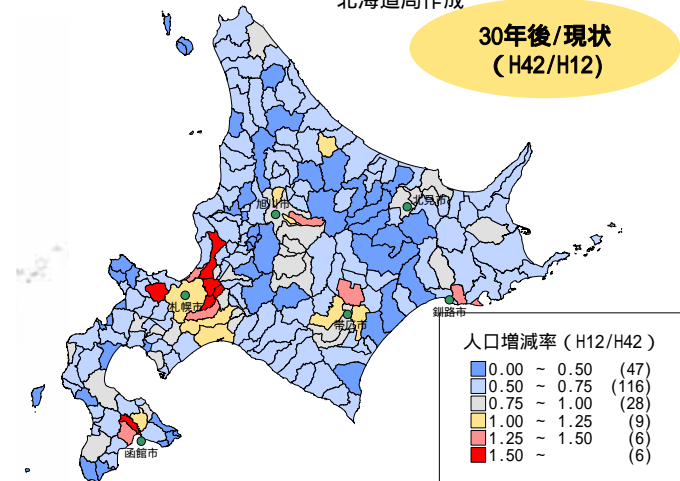 北海道局作成
30年後/現状
（H42/H12）
旭川市
北見市
札幌市
帯広市
釧路市
函館市
人口増減率（H12/H42）
0.00 ~ 0.50 (47)
0.50 ~ 0.75 (116)
0.75 ~ 1.00 (28)
1.00 ~ 1.25 (9)
1.25 ~ 1.50 (6)
1.50 ~ (6)